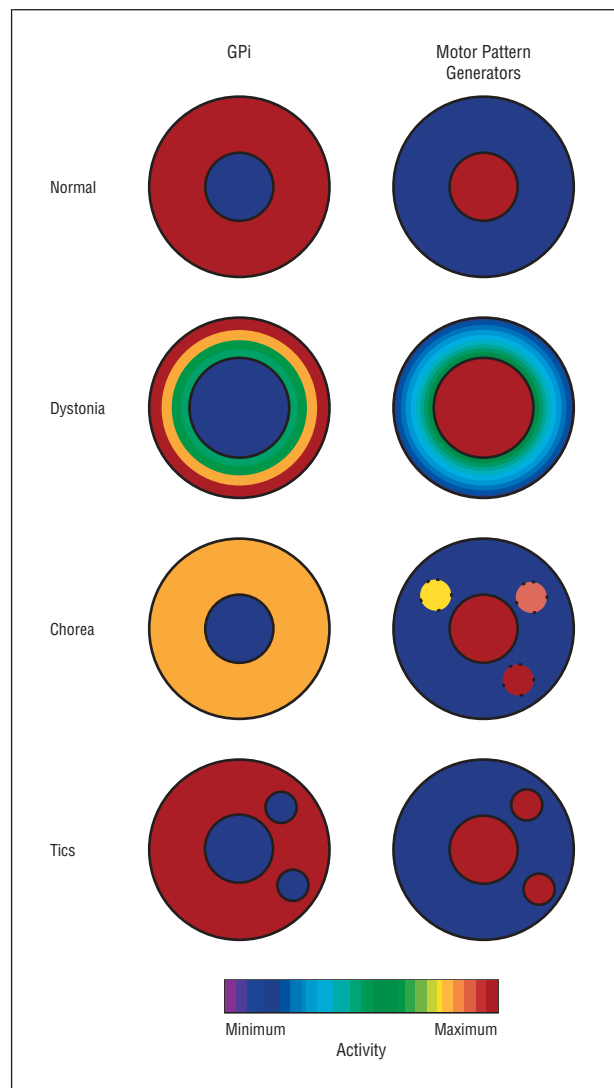 GPi
Motor Pattern
Generators
Normal
Dystonia
Chorea
Tics
Minimum
Maximum
Activity